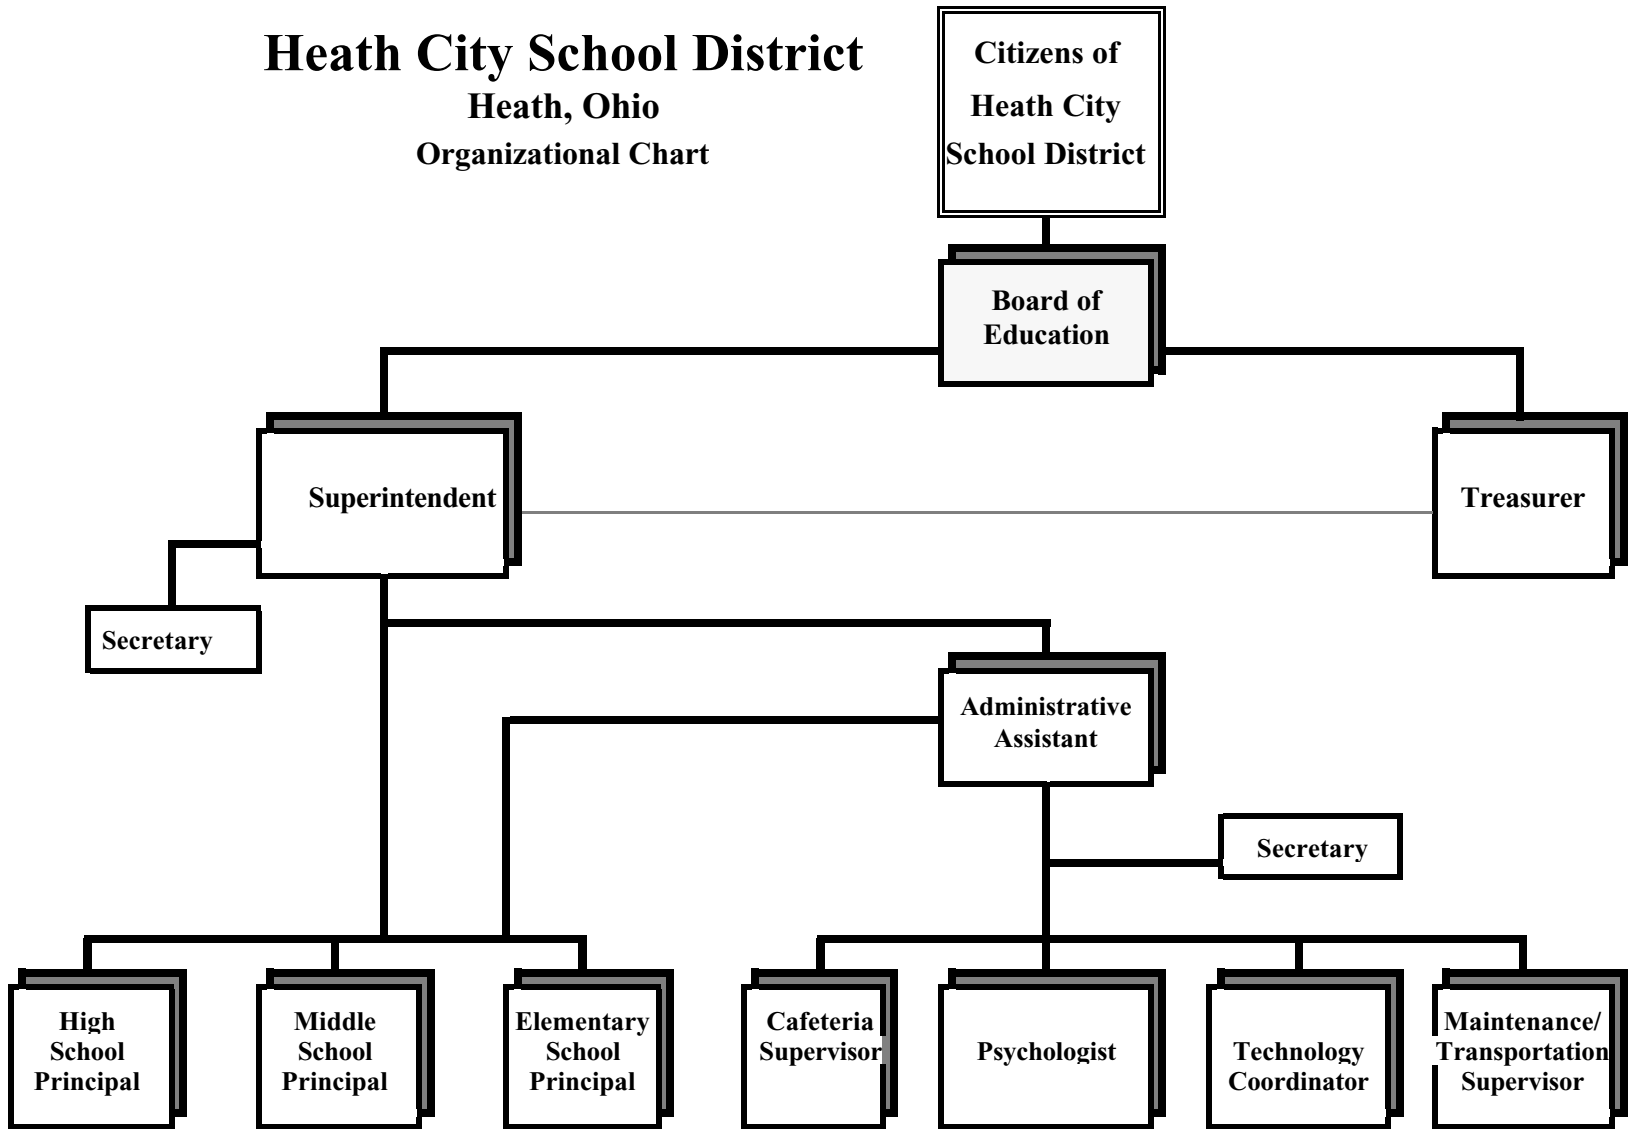 Heath City School District
Heath, Ohio
Organizational Chart
Citizens of
Heath City
School District
Board of
Education
Superintendent
Treasurer
Secretary
Administrative
Assistant
Secretary
High
School
Principal
Middle
School
Principal
Elementary
School
Principal
Cafeteria
Supervisor
Psychologist
Technology
Coordinator
Maintenance/
Transportation
Supervisor